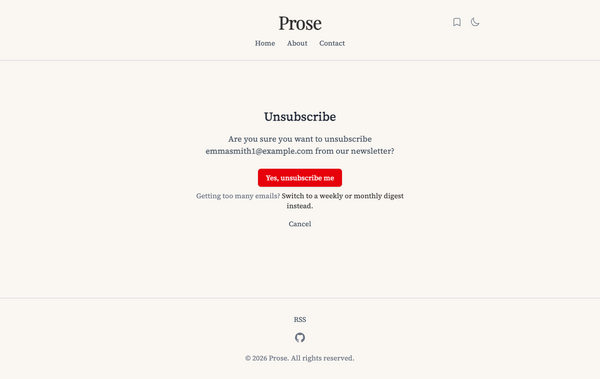 Prose
Home About Contact
Unsubscribe
Are you sure you want to unsubscribe
emmasmith1@example.com from our newsletter?
Yes, unsubscribe me
Getting too many emails? Switch to a weekly or monthly digest
instead.
Cancel
RSS
© 2026 Prose. All rights reserved.